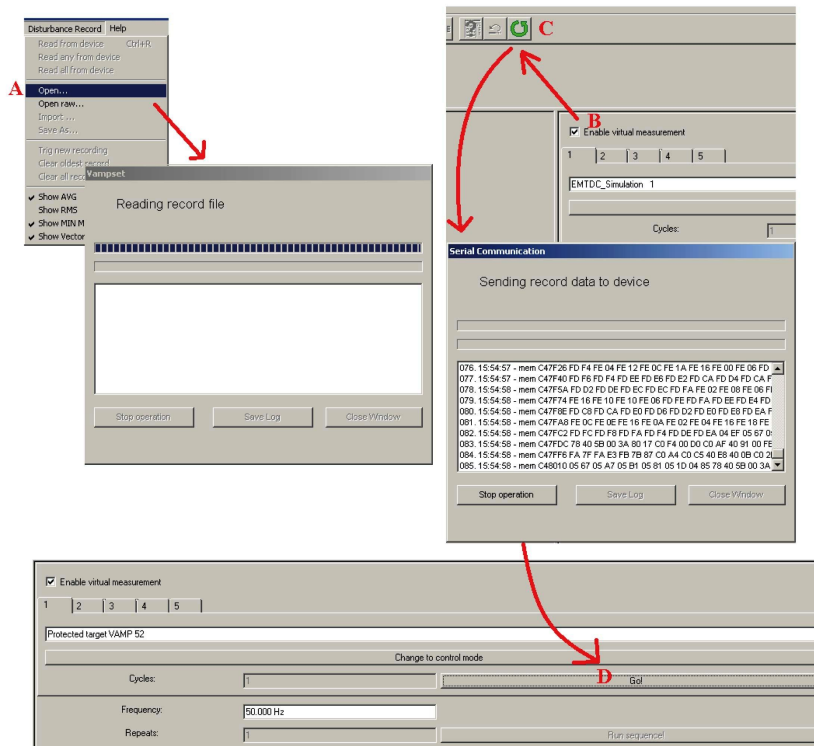 Disturbance Record Help
Read from device Ctrl+R
Read any from device
Read all from device
A
Open...
Open raw...
Import ...
Save As...
Trig new recording
Clear oldest record
Clear all
Show AVG
Show RMS
Show MIN M
Show Vector
Vampset
Reading record file
Stop operation Save Log Close Window
C
B
Enable virtual measurement
1 2 3 4 5
EMTDC_Simulation 1
Cycles: 1
Serial Communication
Sending record data to device
076. 15:54:57 - mem C47F26 FD F4 FE 04 FE 12 FE 0C FE 1A FE 16 FE 00 FE 06 FD
077. 15:54:57 - mem C47F40 FD F6 FD F4 FD EE FD E6 FD E2 FD CA FD D4 FD CA F
078. 15:54:58 - mem C47F5A FD D2 FD DE FD EC FD EC FD FA FE 02 FE 08 FE 06 FI
079. 15:54:58 - mem C47F74 FE 16 FE 10 FE 10 FE 06 FD FE FD FA FD EE FD E4 FD
080. 15:54:58 - mem C47F8E FD C8 FD CA FD E0 FD D6 FD D2 FD E0 FD E8 FD EA F
081. 15:54:58 - mem C47FA8 FE 0C FE 0E FE 16 FE 0A FE 02 FE 04 FE 16 FE 18 FE
082. 15:54:58 - mem C47FC2 FD FC FD F8 FD FA FD F4 FD DE FD EA 04 EF 05 67 0
083. 15:54:58 - mem C47FDC 78 40 5B 00 3A 80 17 C0 F4 00 D0 C0 AF 40 91 00 FE
084. 15:54:58 - mem C47FF6 FA 7F FA E3 FB 7B 87 C0 A4 C0 C5 40 E8 40 0B C0 2
085. 15:54:58 - mem C48010 05 67 05 A7 05 B1 05 81 05 1D 04 85 78 40 5B 00 3A
Stop operation Save Log Close Window
Enable virtual measurement
1 2 3 4 5
Protected target VAMP 52
Change to control mode
Cycles: 1 D Go!
Frequency: 50.000 Hz
Repeats: 1 Run sequence!